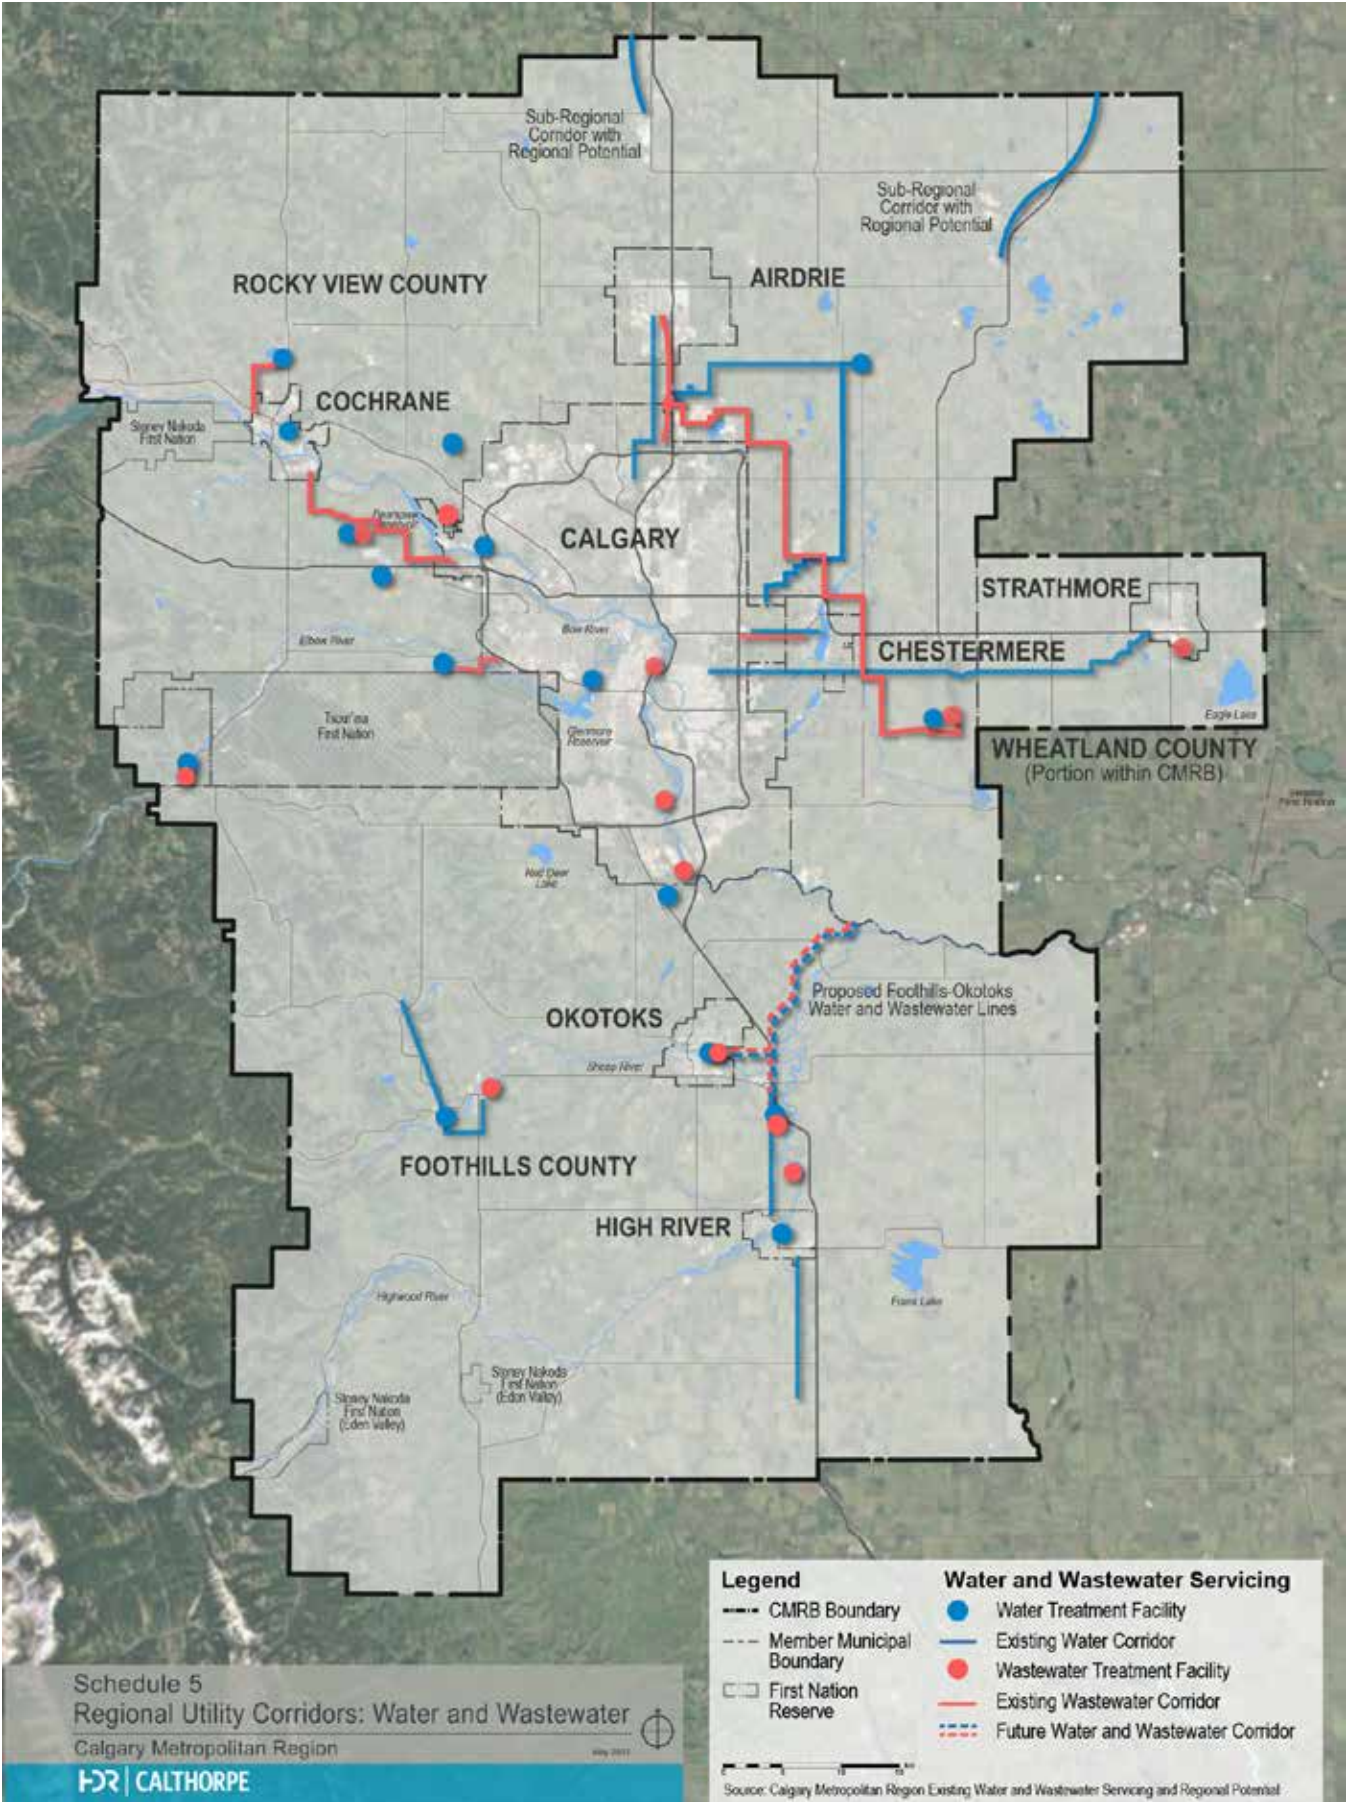 Sub-Regional
Corridor with
Regional Potential
Sub-Regional
Corridor with
Regional Potential
ROCKY VIEW COUNTY
AIRDRIE
COCHRANE
Stoney Nakoda
First Nation
CALGARY
STRATHMORE
Bow River
Elbow River
CHESTERMERE
Eagle Lake
Tsuut'ina
First Nation
Glenmore
Reservoir
WHEATLAND COUNTY
(Portion within CMRB)
Red Deer
Lake
Proposed Foothills-Okotoks
Water and Wastewater Lines
OKOTOKS
Sheep River
FOOTHILLS COUNTY
HIGH RIVER
Highwood River
Frank Lake
Stoney Nakoda
First Nation
(Eden Valley)
Stoney Nakoda
First Nation
(Eden Valley)
Legend
CMRB Boundary
Member Municipal
Boundary
First Nation
Reserve
Water and Wastewater Servicing
Water Treatment Facility
Existing Water Corridor
Wastewater Treatment Facility
Existing Wastewater Corridor
Future Water and Wastewater Corridor
Source: Calgary Metropolitan Region Existing Water and Wastewater Servicing and Regional Potential
Schedule 5
Regional Utility Corridors: Water and Wastewater
Calgary Metropolitan Region
HDR | CALTHORPE